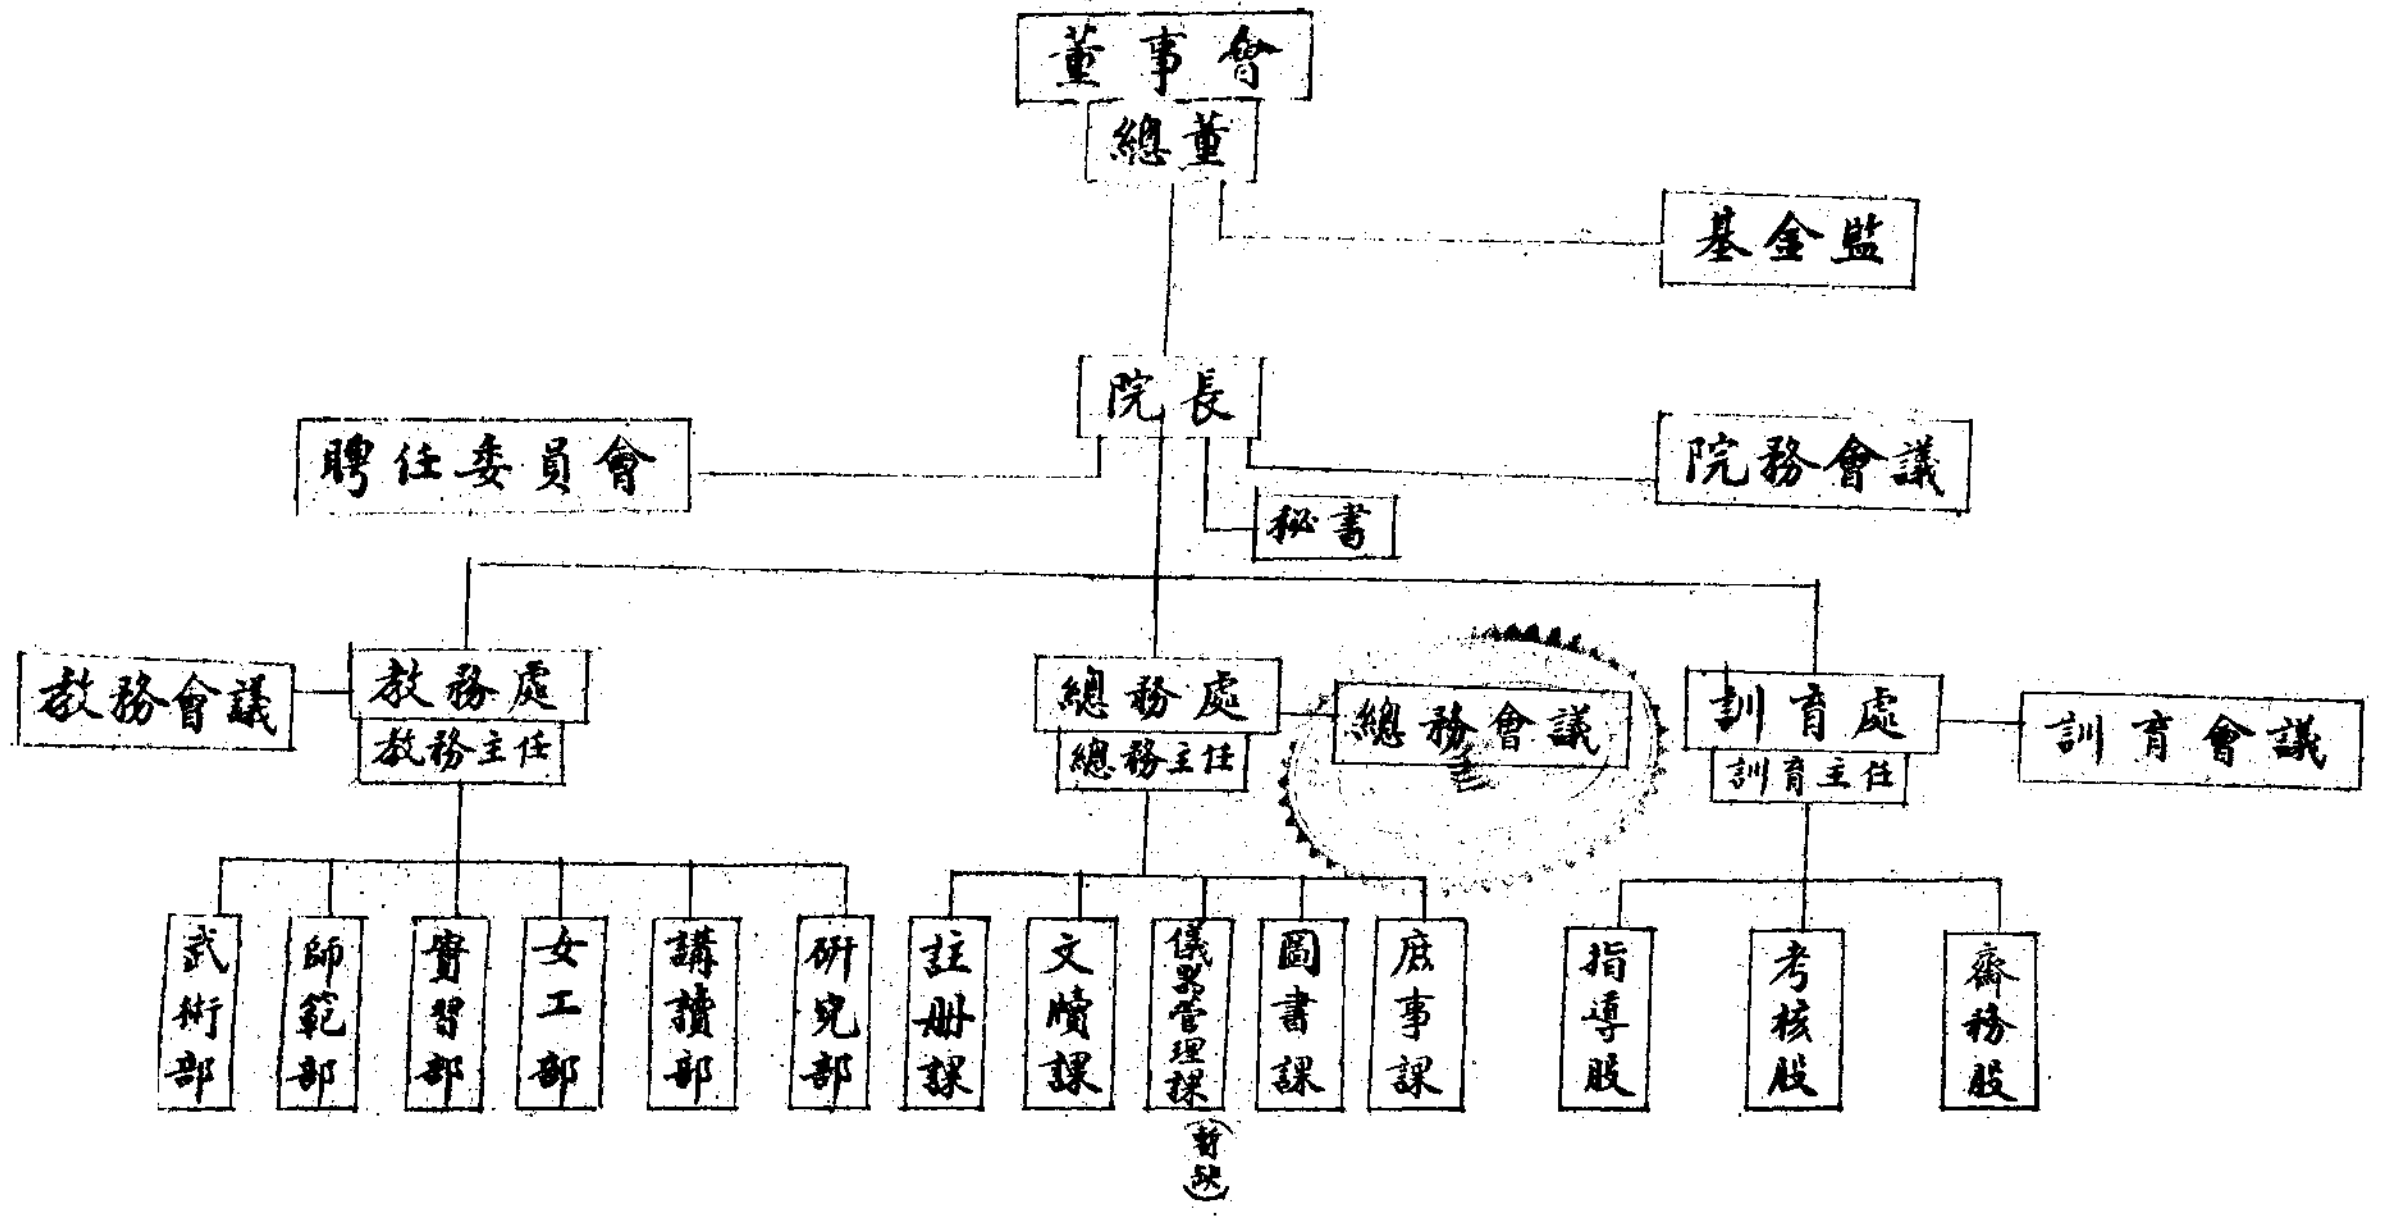 董事會
總董
基金監
院長
聘任委員會
院務會議
秘書
教務會議
教務處
教務主任
總務處
總務主任
總務會議
訓育處
訓育主任
訓育會議
武術部
師範部
實習部
女工部
講讀部
研究部
註册課
文牘課
儀器管理課
(暫缺)
圖書課
庶事課
指導股
考核股
齋務股